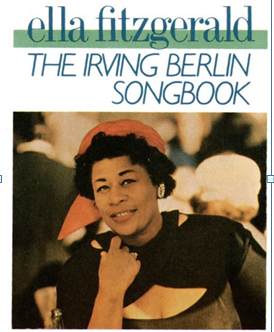 ella fitzgerald
THE IRVING BERLIN
SONGBOOK